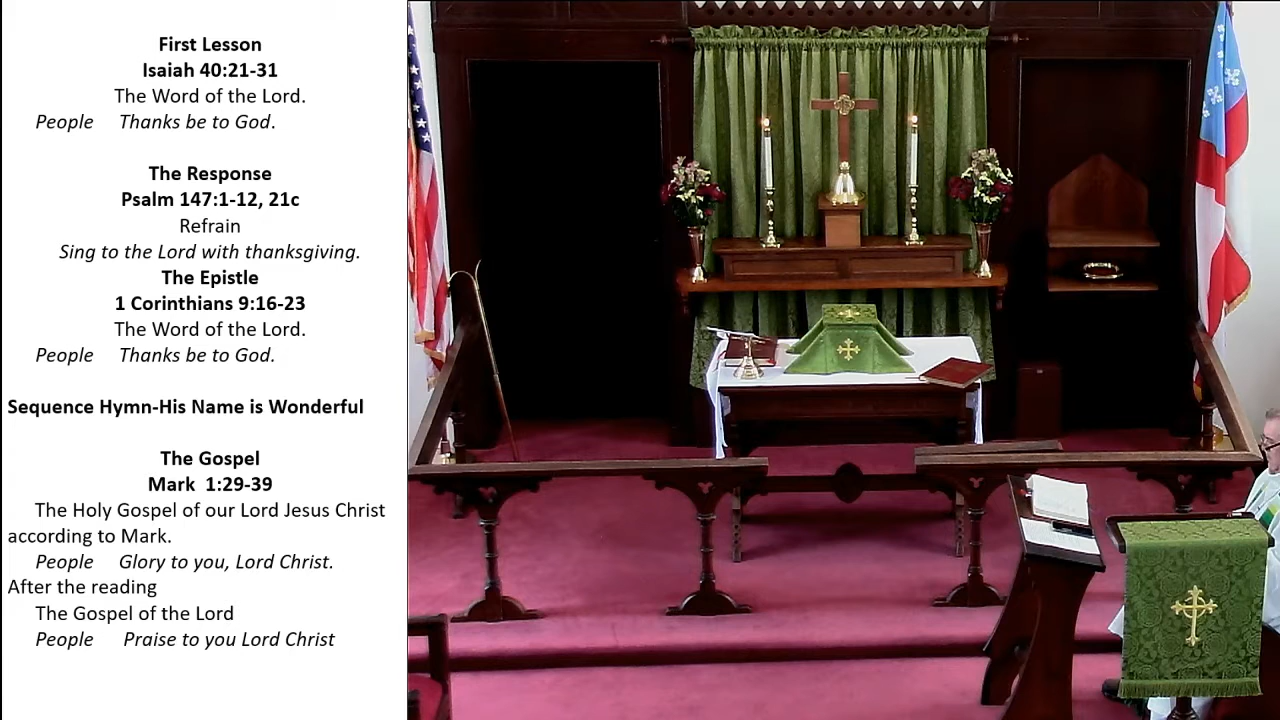 First Lesson
Isaiah 40:21-31
The Word of the Lord.
People Thanks be to God.
The Response
Psalm 147:1-12, 21c
Refrain
Sing to the Lord with thanksgiving.
The Epistle
1 Corinthians 9:16-23
The Word of the Lord.
People Thanks be to God.
Sequence Hymn-His Name is Wonderful
The Gospel
Mark 1:29-39
The Holy Gospel of our Lord Jesus Christ
according to Mark.
People Glory to you, Lord Christ.
After the reading
The Gospel of the Lord
People Praise to you Lord Christ